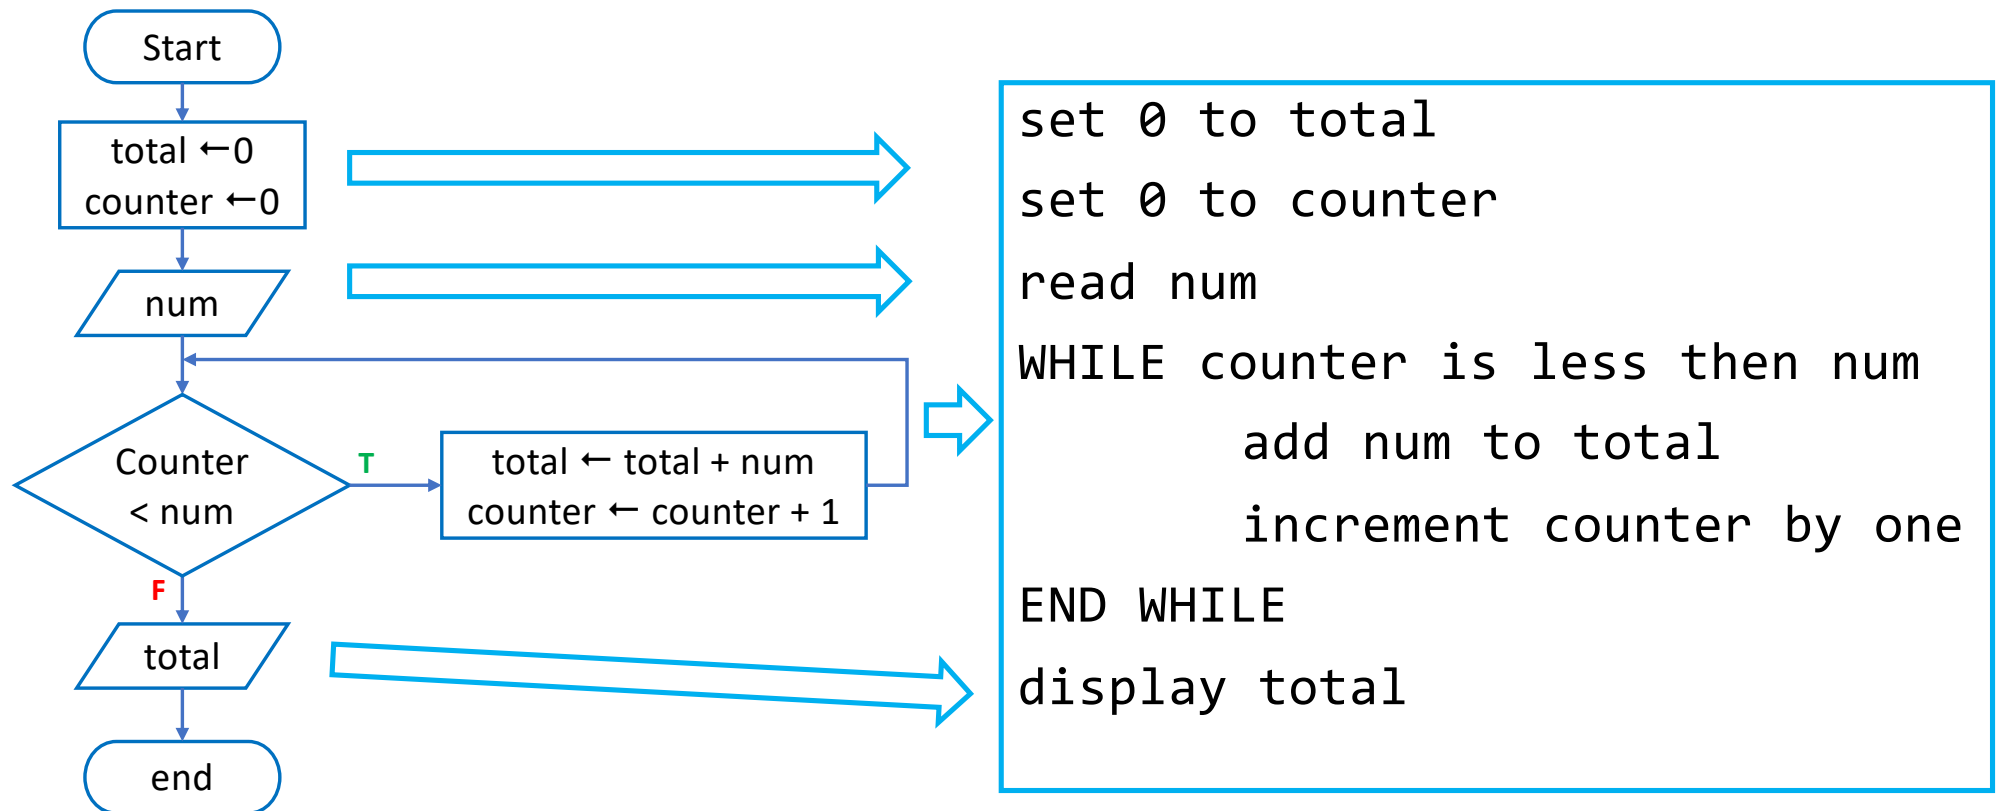 Start
total ←0
counter ←0
num
Counter
< num
T
total ← total + num
counter ← counter + 1
F
total
end
set 0 to total
set 0 to counter
read num
WHILE counter is less then num
add num to total
increment counter by one
END WHILE
display total